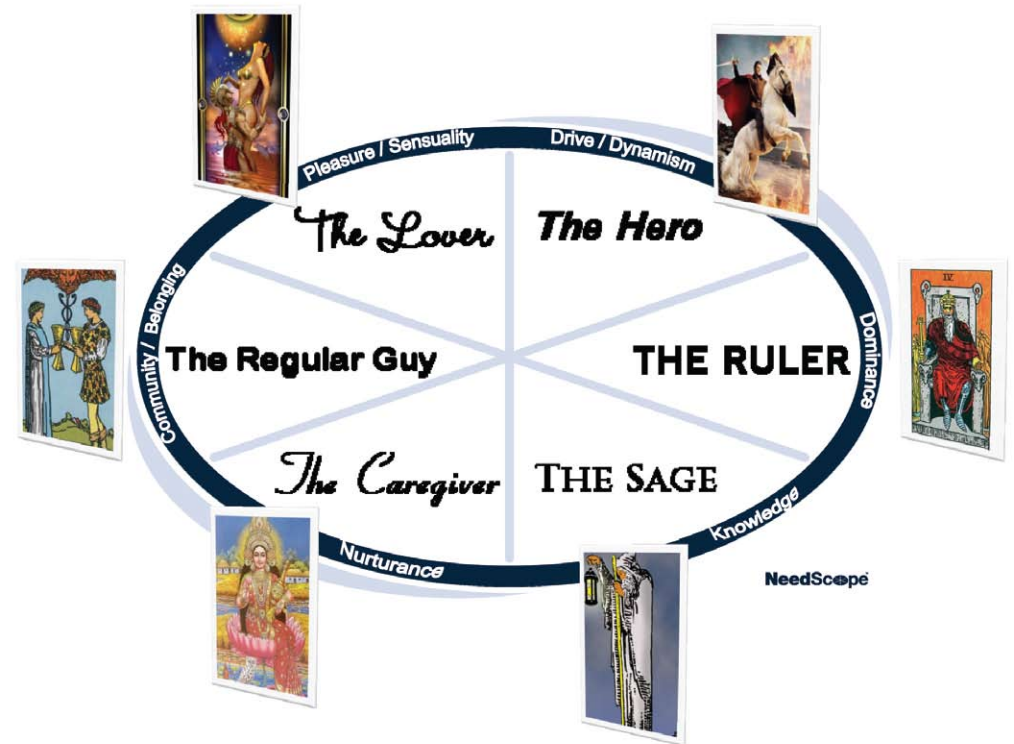 Pleasure / Sensuality
Drive / Dynamism
The Lover
The Hero
Community / Belonging
The Regular Guy
THE RULER
Dominance
IV
The Caregiver
THE SAGE
Nurturance
Knowledge
NeedScope